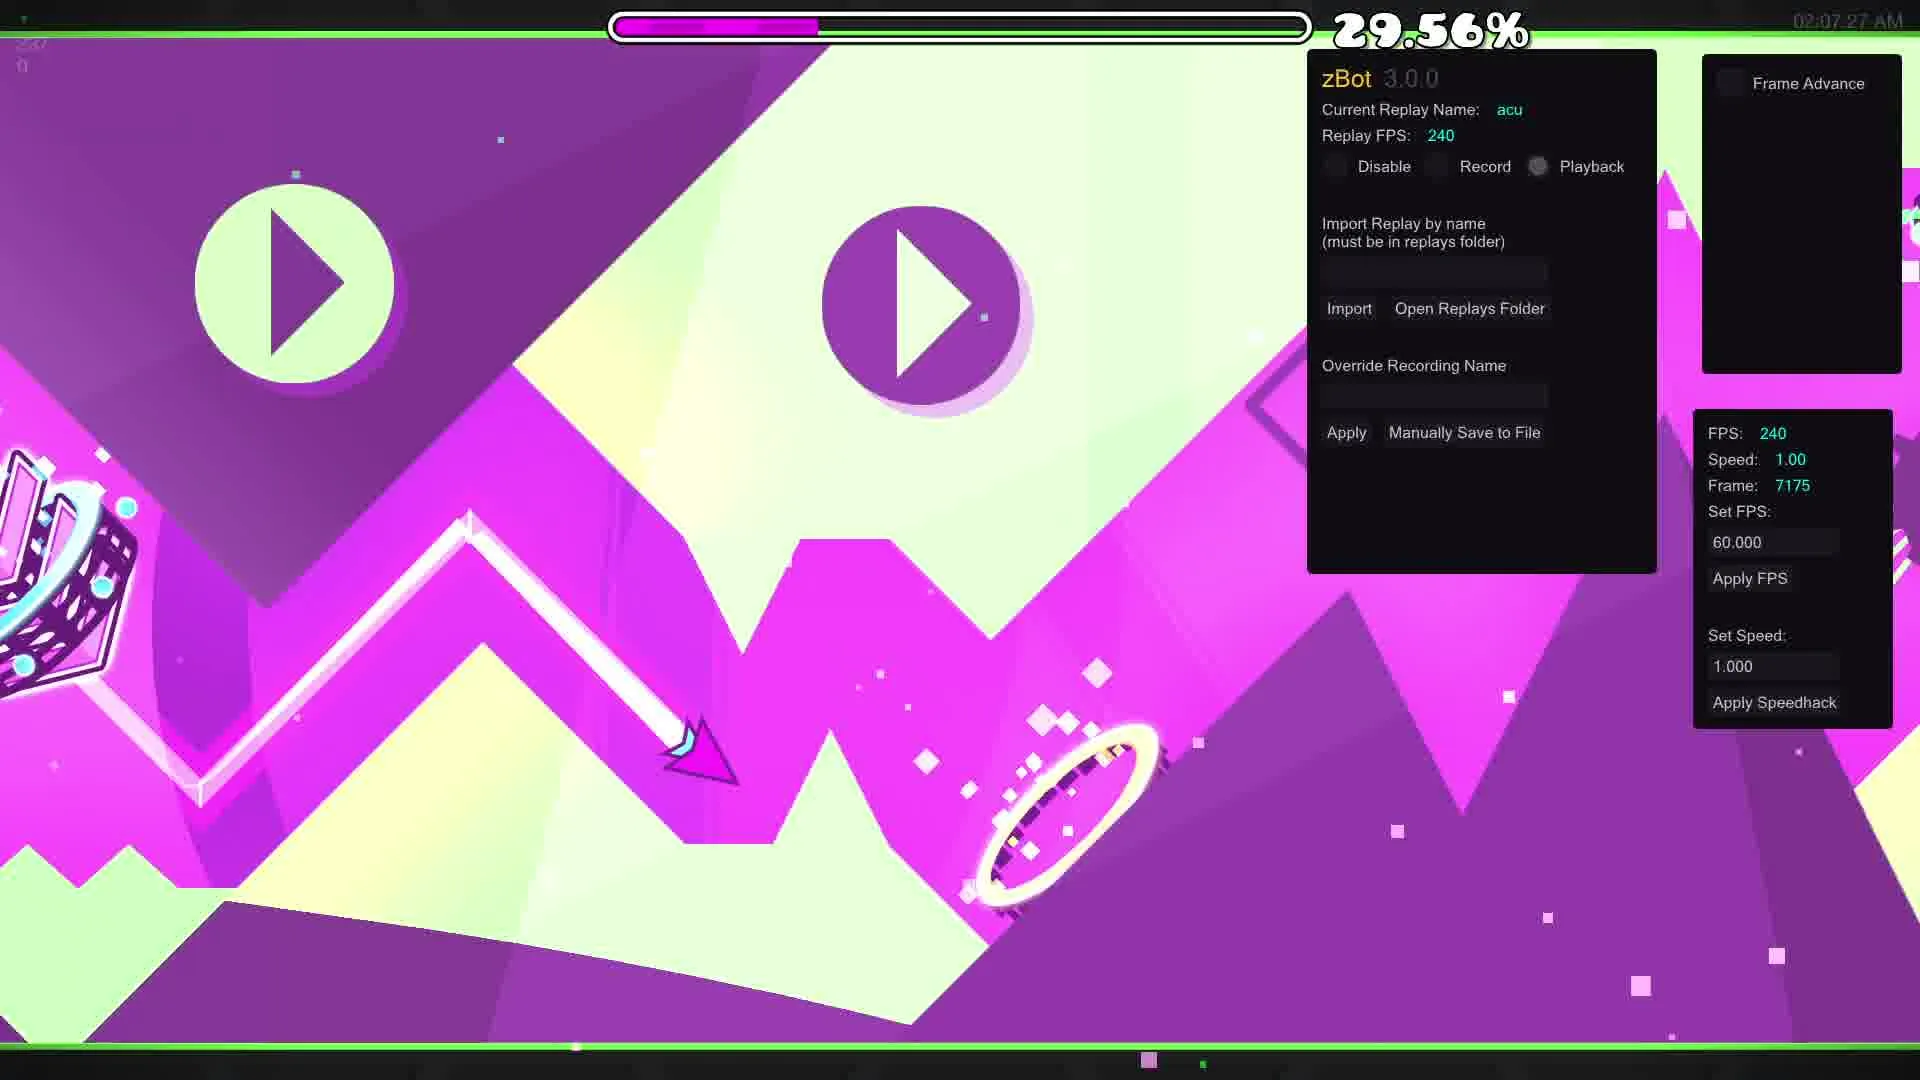 29.56%
02:07.27 AM
237
0
zBot 3.0.0
Current Replay Name: acu
Replay FPS: 240
Disable Record Playback
Import Replay by name
(must be in replays folder)
Import Open Replays Folder
Override Recording Name
Apply Manually Save to File
Frame Advance
FPS: 240
Speed: 1.00
Frame: 7175
Set FPS:
60.000
Apply FPS
Set Speed:
1.000
Apply Speedhack